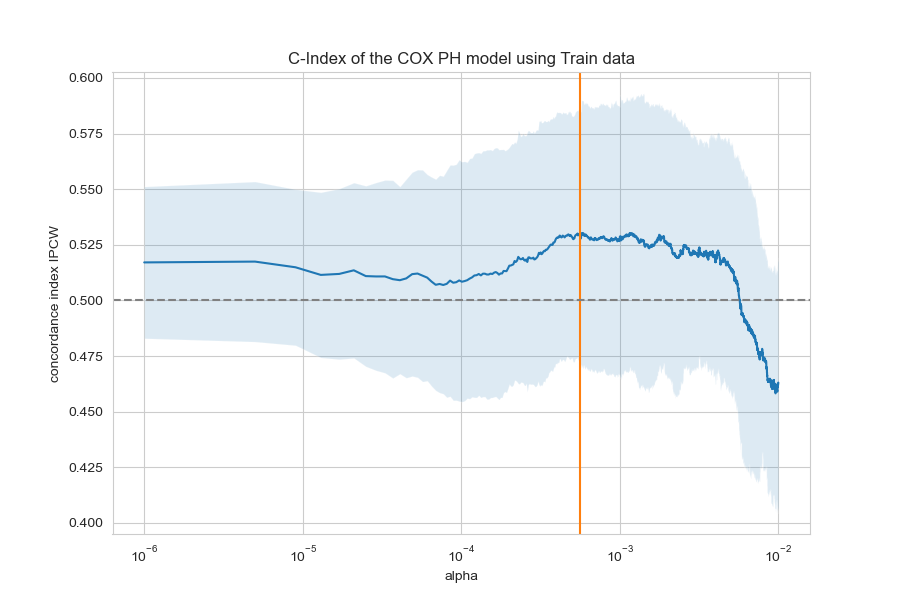 C-Index of the COX PH model using Train data
concordance index IPCW
0.600
0.575
0.550
0.525
0.500
0.475
0.450
0.425
0.400
10⁻⁶ 10⁻⁵ 10⁻⁴ 10⁻³ 10⁻²
alpha